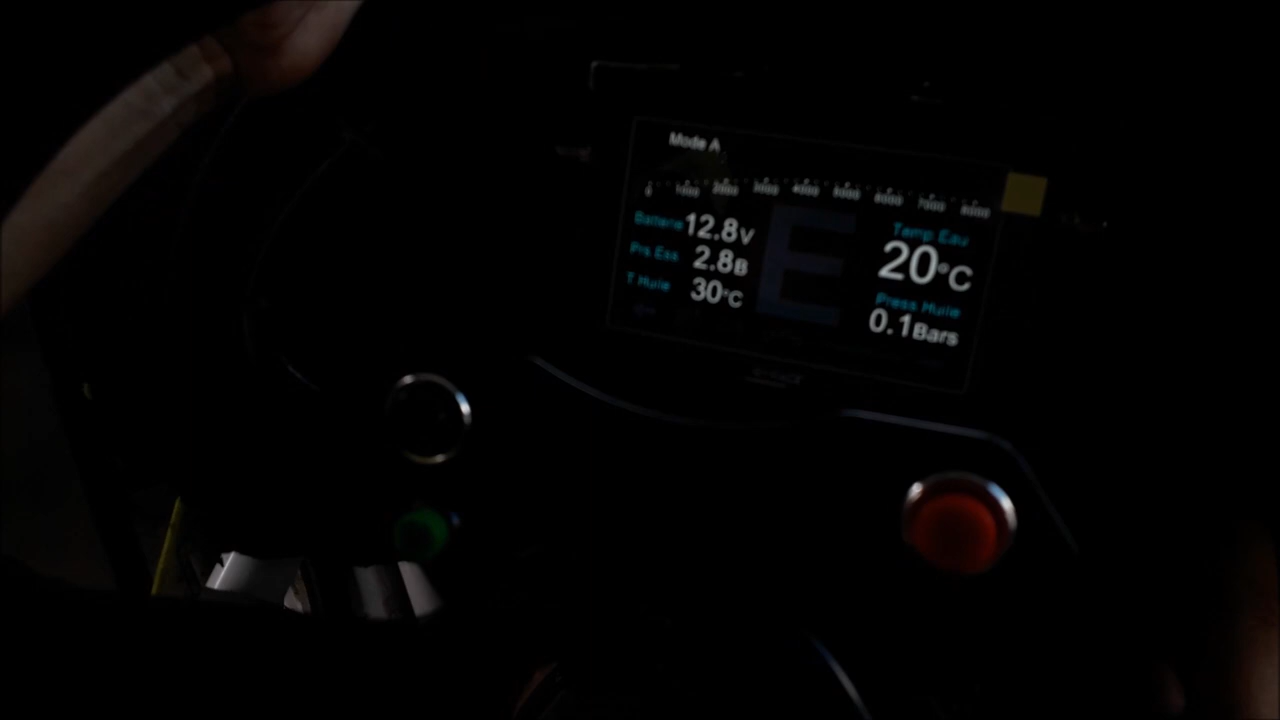 Mode A
0 1000 2000 3000 4000 5000 6000 7000 8000
Batterie 12.8V
Prs Ess 2.8B
T Huile 30°C
E
Temp Eau
20°C
Press Huile
0.1Bars